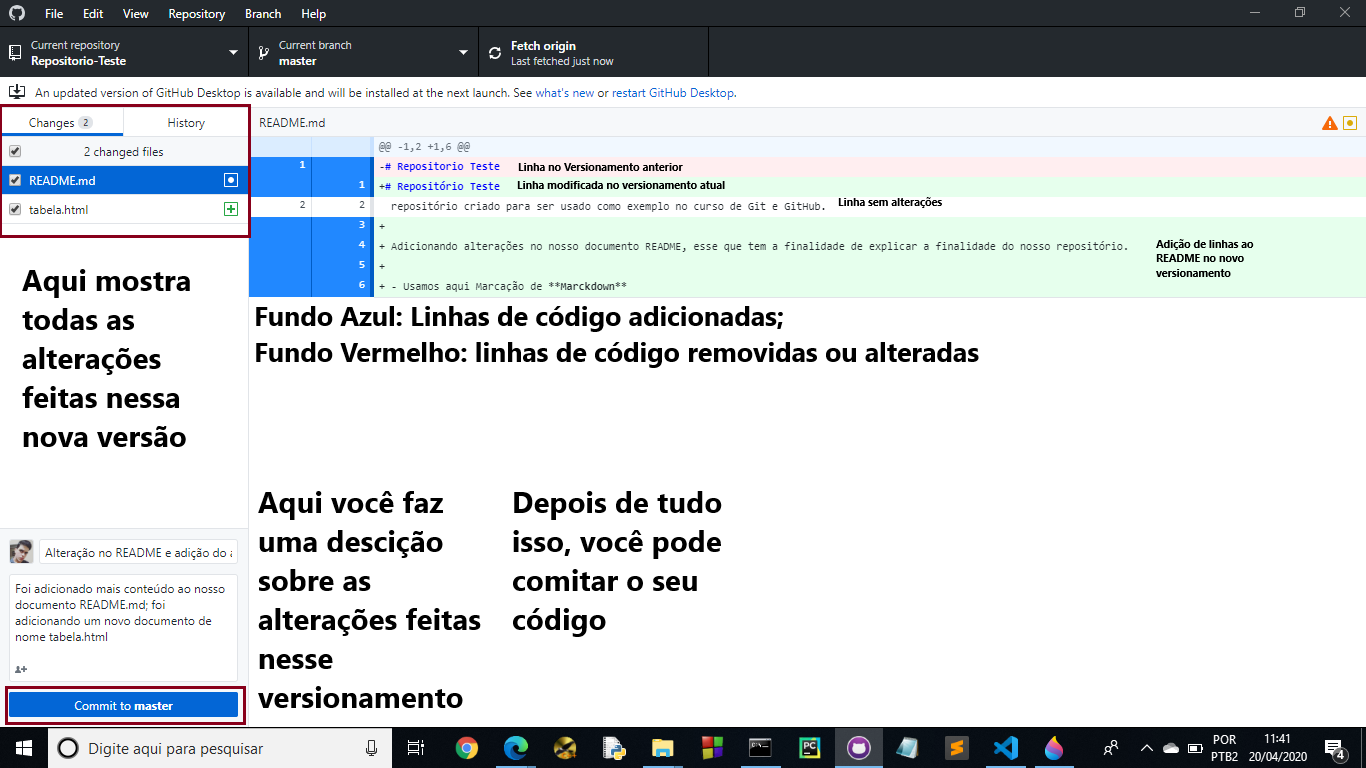 File Edit View Repository Branch Help
Current repository
Repositorio-Teste
Current branch
master
Fetch origin
Last fetched just now
An updated version of GitHub Desktop is available and will be installed at the next launch. See what's new or restart GitHub Desktop.
Changes 2 History
2 changed files
README.md
tabela.html
README.md
@@ -1,2 +1,6 @@
1 -# Repositorio Teste Linha no Versionamento anterior
1 +# Repositório Teste Linha modificada no versionamento atual
2 2 repositório criado para ser usado como exemplo no curso de Git e GitHub. Linha sem alterações
3 +
4 + Adicionando alterações no nosso documento README, esse que tem a finalidade de explicar a finalidade do nosso repositório.
5 +
6 + - Usamos aqui Marcação de **Marckdown**
Adição de linhas ao
README no novo
versionamento
Aqui mostra
todas as
alterações
feitas nessa
nova versão
Fundo Azul: Linhas de código adicionadas;
Fundo Vermelho: linhas de código removidas ou alteradas
Aqui você faz
uma descição
sobre as
alterações feitas
nesse
versionamento
Depois de tudo
isso, você pode
comitar o seu
código
Alteração no README e adição do a
Foi adicionado mais conteúdo ao nosso
documento README.md; foi
adicionando um novo documento de
nome tabela.html
Commit to master
Digite aqui para pesquisar
PC
POR
PTB2
11:41
20/04/2020
4